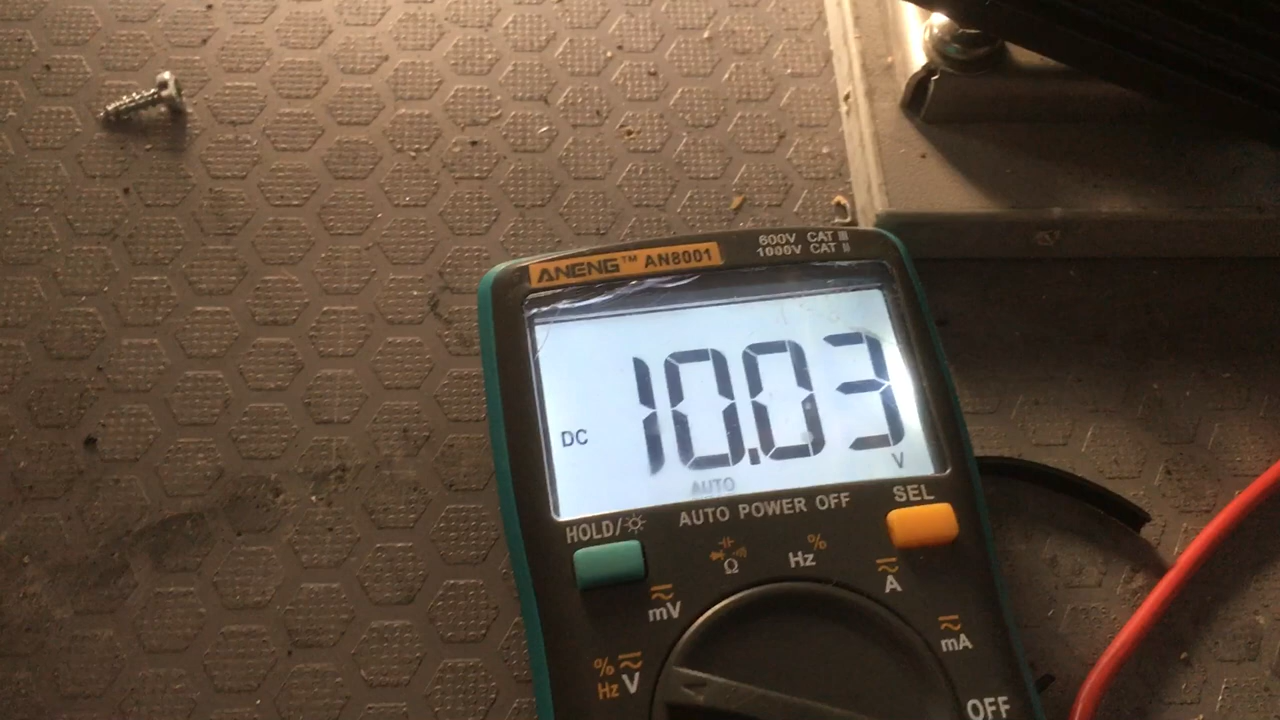 ANENG™ AN8001
600V CAT III
1000V CAT II
10.03
DC
V
AUTO
HOLD/
AUTO POWER OFF
SEL
Ω
Hz%
A
mV
mA
%
Hz V
OFF